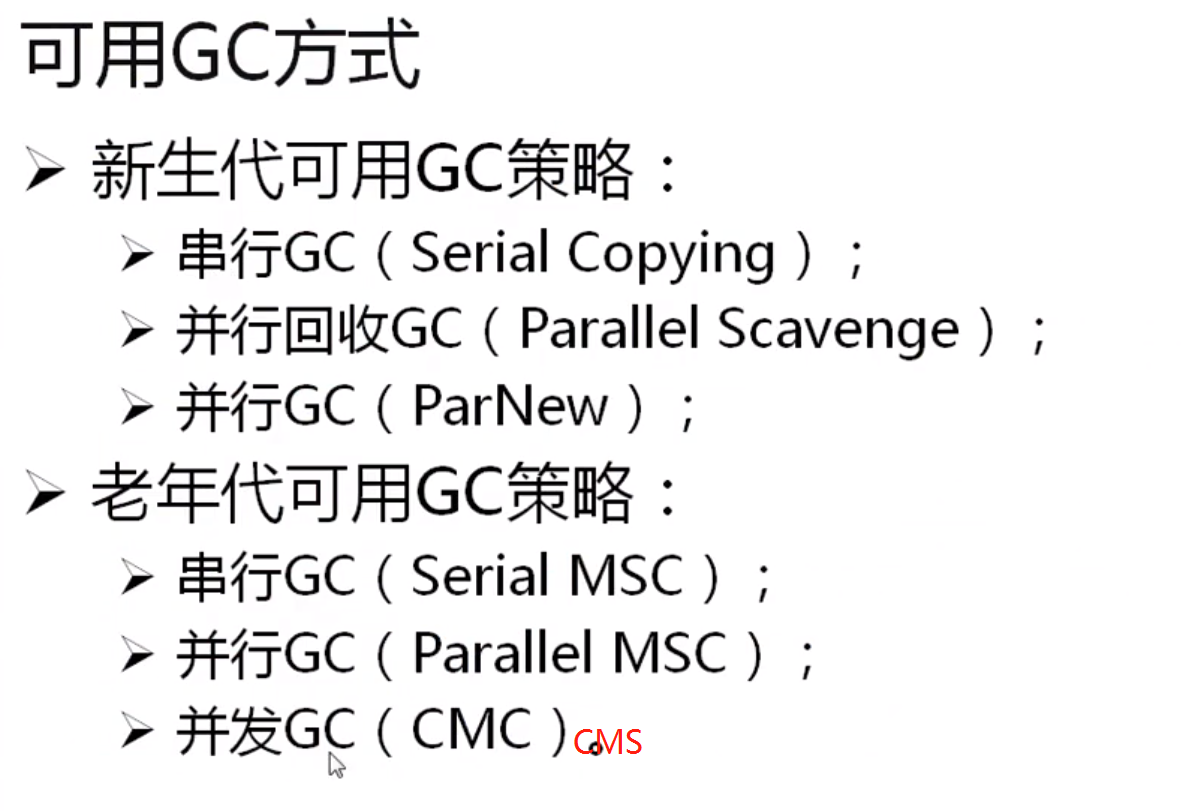 可用GC方式
新生代可用GC策略：
串行GC（Serial Copying）；
并行回收GC（Parallel Scavenge）；
并行GC（ParNew）；
老年代可用GC策略：
串行GC（Serial MSC）；
并行GC（Parallel MSC）；
并发GC（CMC）。CMS